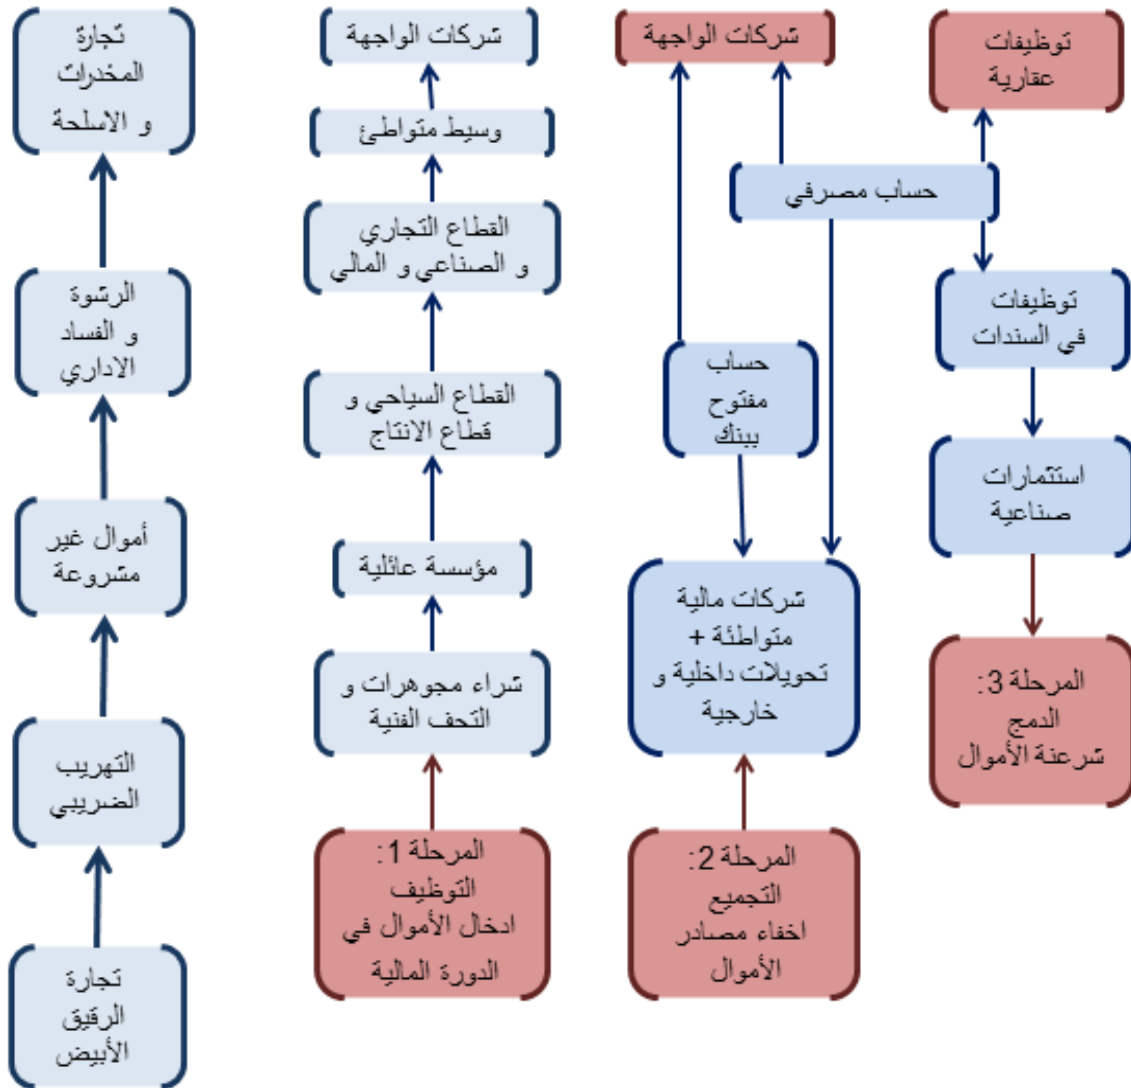 تجارة
المخدرات
و الاسلحة
الرشوة
و الفساد
الاداري
أموال غير
مشروعة
التهريب
الضريبي
تجارة
الرقيق
الأبيض
شركات الواجهة
وسيط متواطئ
القطاع التجاري
و الصناعي و المالي
القطاع السياحي و
قطاع الانتاج
مؤسسة عائلية
شراء مجوهرات و
التحف الفنية
المرحلة 1:
التوظيف
ادخال الأموال في
الدورة المالية
شركات الواجهة
حساب مصرفي
حساب
مفتوح
ببنك
شركات مالية
متواطئة +
تحويلات داخلية و
خارجية
المرحلة 2:
التجميع
اخفاء مصادر
الأموال
توظيفات
عقارية
توظيفات
في السندات
استثمارات
صناعية
المرحلة 3:
الدمج
شرعنة الأموال